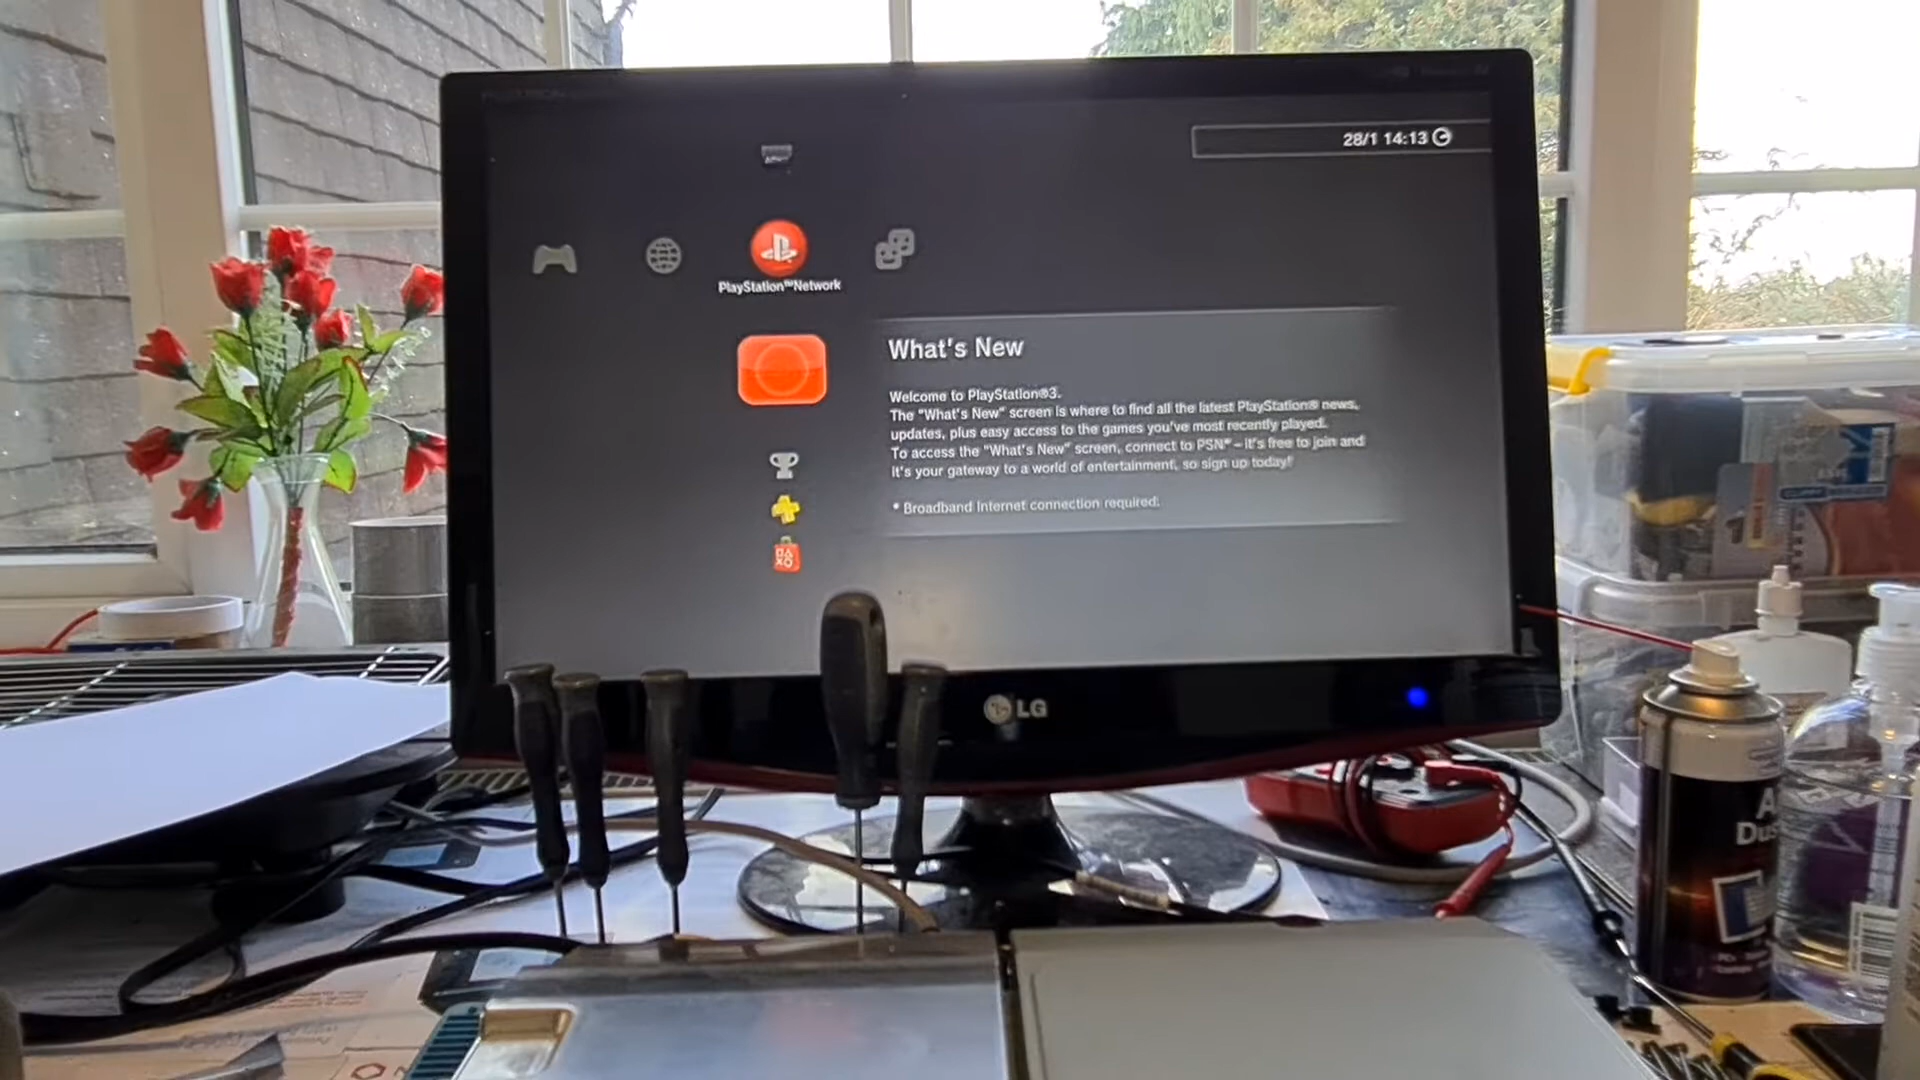 28/1 14:13
PlayStation™Network
What's New
Welcome to PlayStation®3.
The "What's New" screen is where to find all the latest PlayStation® news,
updates, plus easy access to the games you've most recently played.
To access the "What's New" screen, connect to PSN* – it's free to join and
it's your gateway to a world of entertainment, so sign up today!
* Broadband Internet connection required.
LG